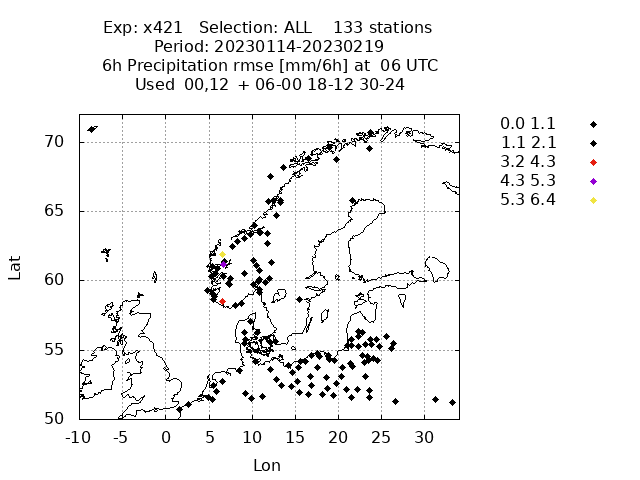 Exp: x421 Selection: ALL 133 stations
Period: 20230114-20230219
6h Precipitation rmse [mm/6h] at 06 UTC
Used 00,12 + 06-00 18-12 30-24
0.0 1.1
1.1 2.1
3.2 4.3
4.3 5.3
5.3 6.4
70
65
60
55
50
Lat
-10 -5 0 5 10 15 20 25 30
Lon